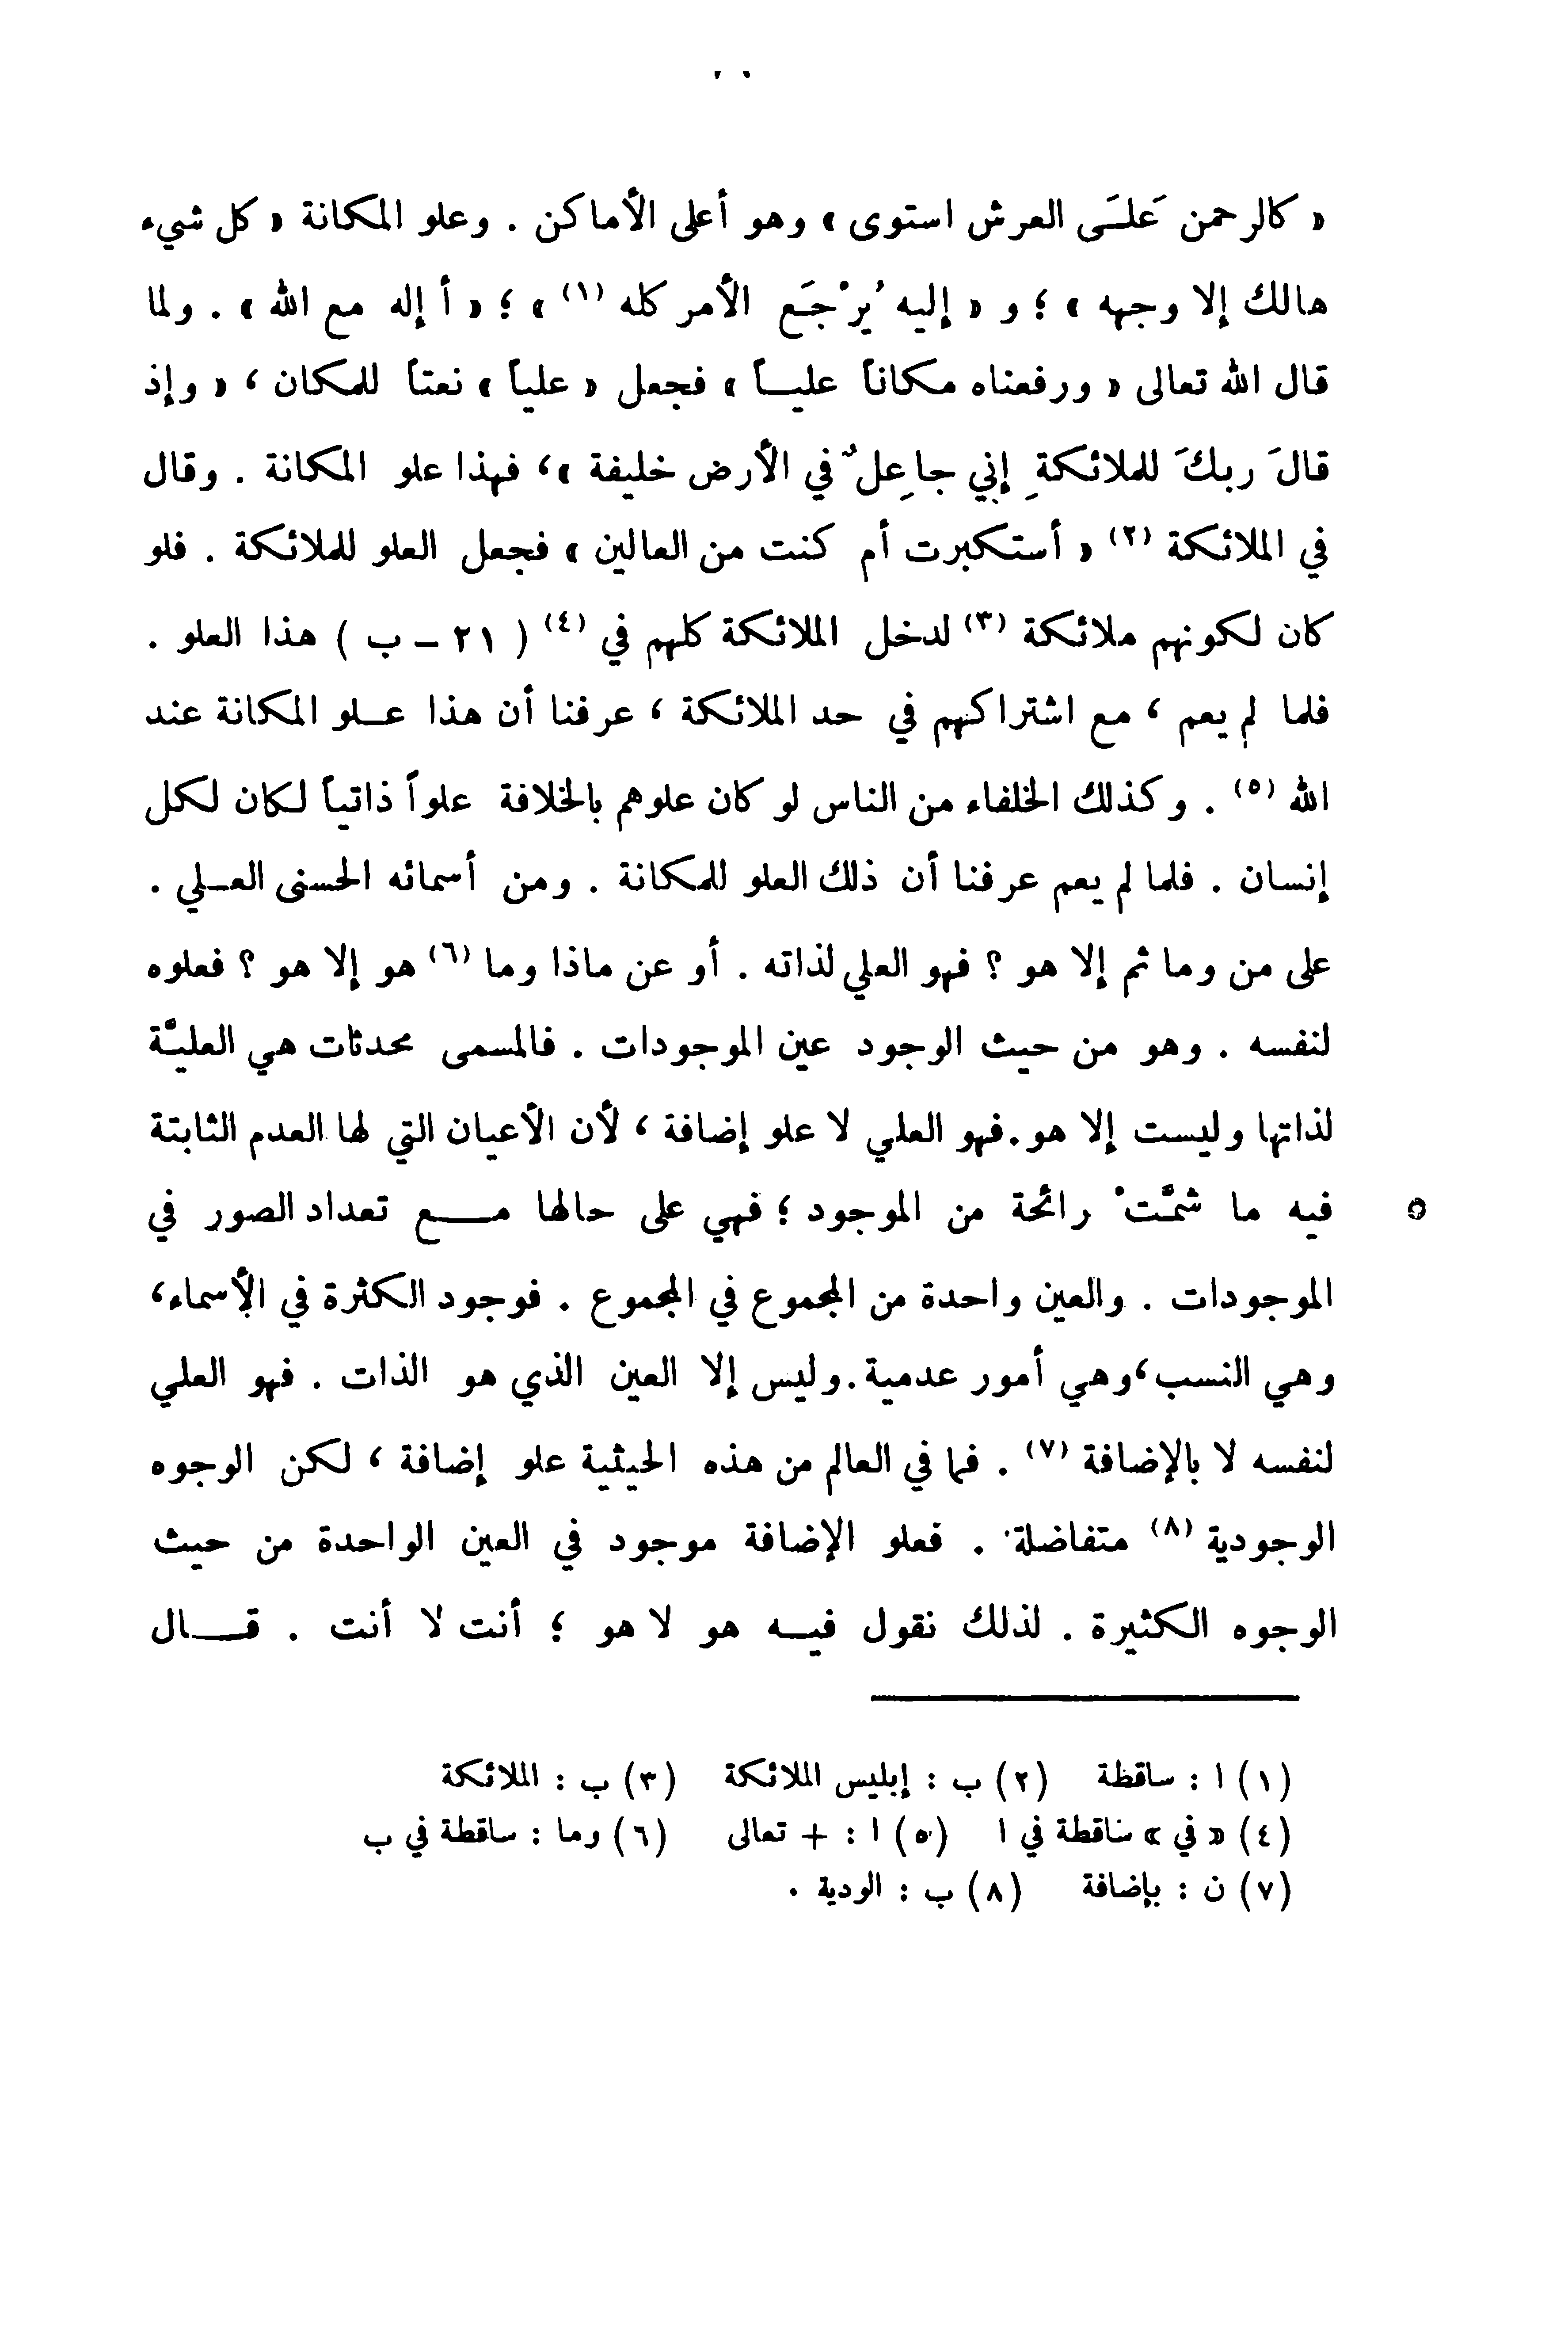 « كالرحمن عَلَى العرش استوى » وهو أعلى الأماكن . وعلو المكانة « كل شيء
هالك إلا وجهه » ؛ و « إليه يُرْجَع الأمر كله (١) » ؛ « أ إله مع الله » . ولما
قال الله تعالى « ورفعناه مكاناً عليـاً » فجعل « علياً » نعتاً للمكان ، « وإذ
قالَ ربكَ للملائكةِ إني جاعِلٌ في الأرض خليفة »، فهذا علو المكانة . وقال
في الملائكة (٢) « أستكبرت أم كنت من العالين » فجعل العلو للملائكة . فلو
كان لكونهم ملائكة (٣) لدخل الملائكة كلهم في (٤) ( ٢١ – ب ) هذا العلو .
فلما لم يعم ، مع اشتراكهم في حد الملائكة ، عرفنا أن هذا عـلو المكانة عند
الله (٥) . وكذلك الخلفاء من الناس لو كان علوهم بالخلافة علواً ذاتياً لكان لكل
إنسان . فلما لم يعم عرفنا أن ذلك العلو للمكانة . ومن أسمائه الحسنى العـلي .
على من وما ثم إلا هو ؟ فهو العلي لذاته . أو عن ماذا وما (٦) هو إلا هو ؟ فعلوه
لنفسه . وهو من حيث الوجود عين الموجودات . فالمسمى محدثات هي العليَّة
لذاتها وليست إلا هو. فهو العلي لا علو إضافة ، لأن الأعيان التي لها العدم الثابتة
فيه ما شمَّتْ رائحة من الموجود ؛ فهي على حالها مـــع تعداد الصور في
الموجودات . والعين واحدة من المجموع في المجموع . فوجود الكثرة في الأسماء،
وهي النسب، وهي أمور عدمية. وليس إلا العين الذي هو الذات . فهو العلي
لنفسه لا بالإضافة (٧) . فما في العالم من هذه الحيثية علو إضافة ، لكن الوجوه
الوجودية (٨) متفاضلة . فعلو الإضافة موجود في العين الواحدة من حيث
الوجوه الكثيرة . لذلك نقول فيـه هو لا هو ؛ أنت لا أنت . قـــال
(١) ا : ساقظة (٢) ب : إبليس الملائكة (٣) ب : الملائكة
(٤) « في » ساقطة في ا (٥) ا : + تعالى (٦) وما : ساقطة في ب
(٧) ن : بإضافة (٨) ب : الودية .